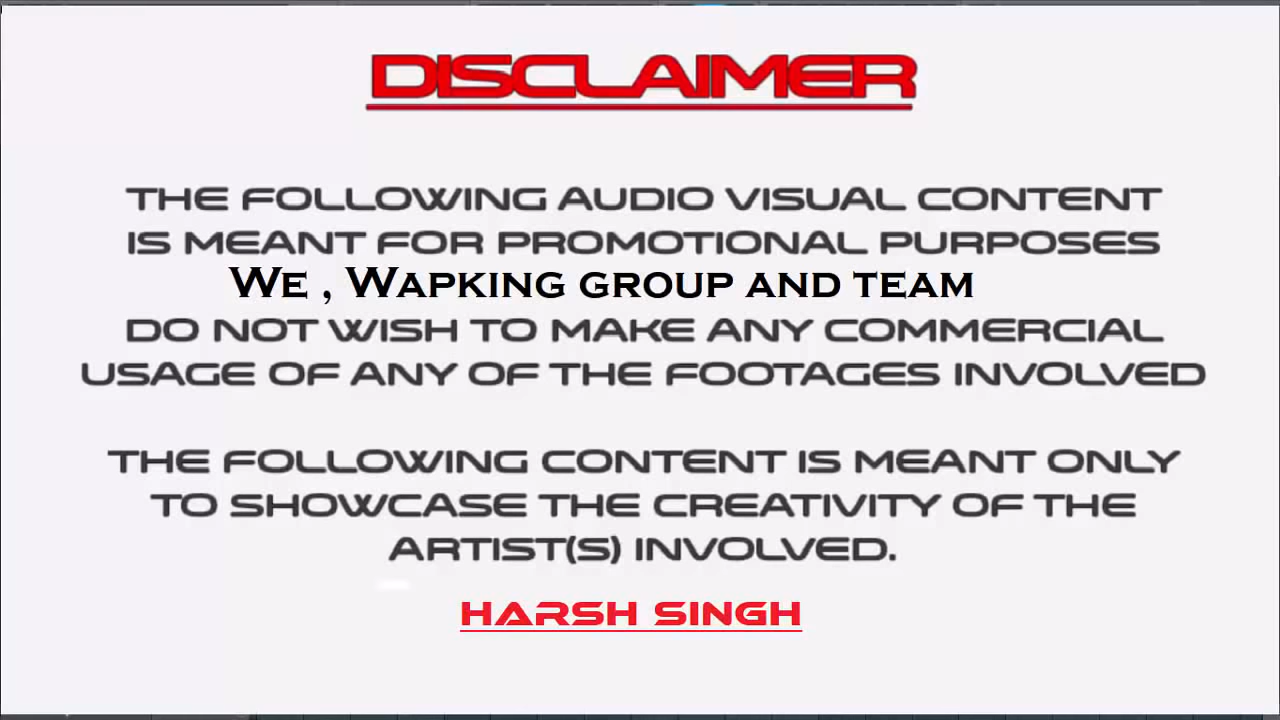 DISCLAIMER
THE FOLLOWING AUDIO VISUAL CONTENT
IS MEANT FOR PROMOTIONAL PURPOSES
WE , WAPKING GROUP AND TEAM
DO NOT WISH TO MAKE ANY COMMERCIAL
USAGE OF ANY OF THE FOOTAGES INVOLVED
THE FOLLOWING CONTENT IS MEANT ONLY
TO SHOWCASE THE CREATIVITY OF THE
ARTIST(S) INVOLVED.
HARSH SINGH